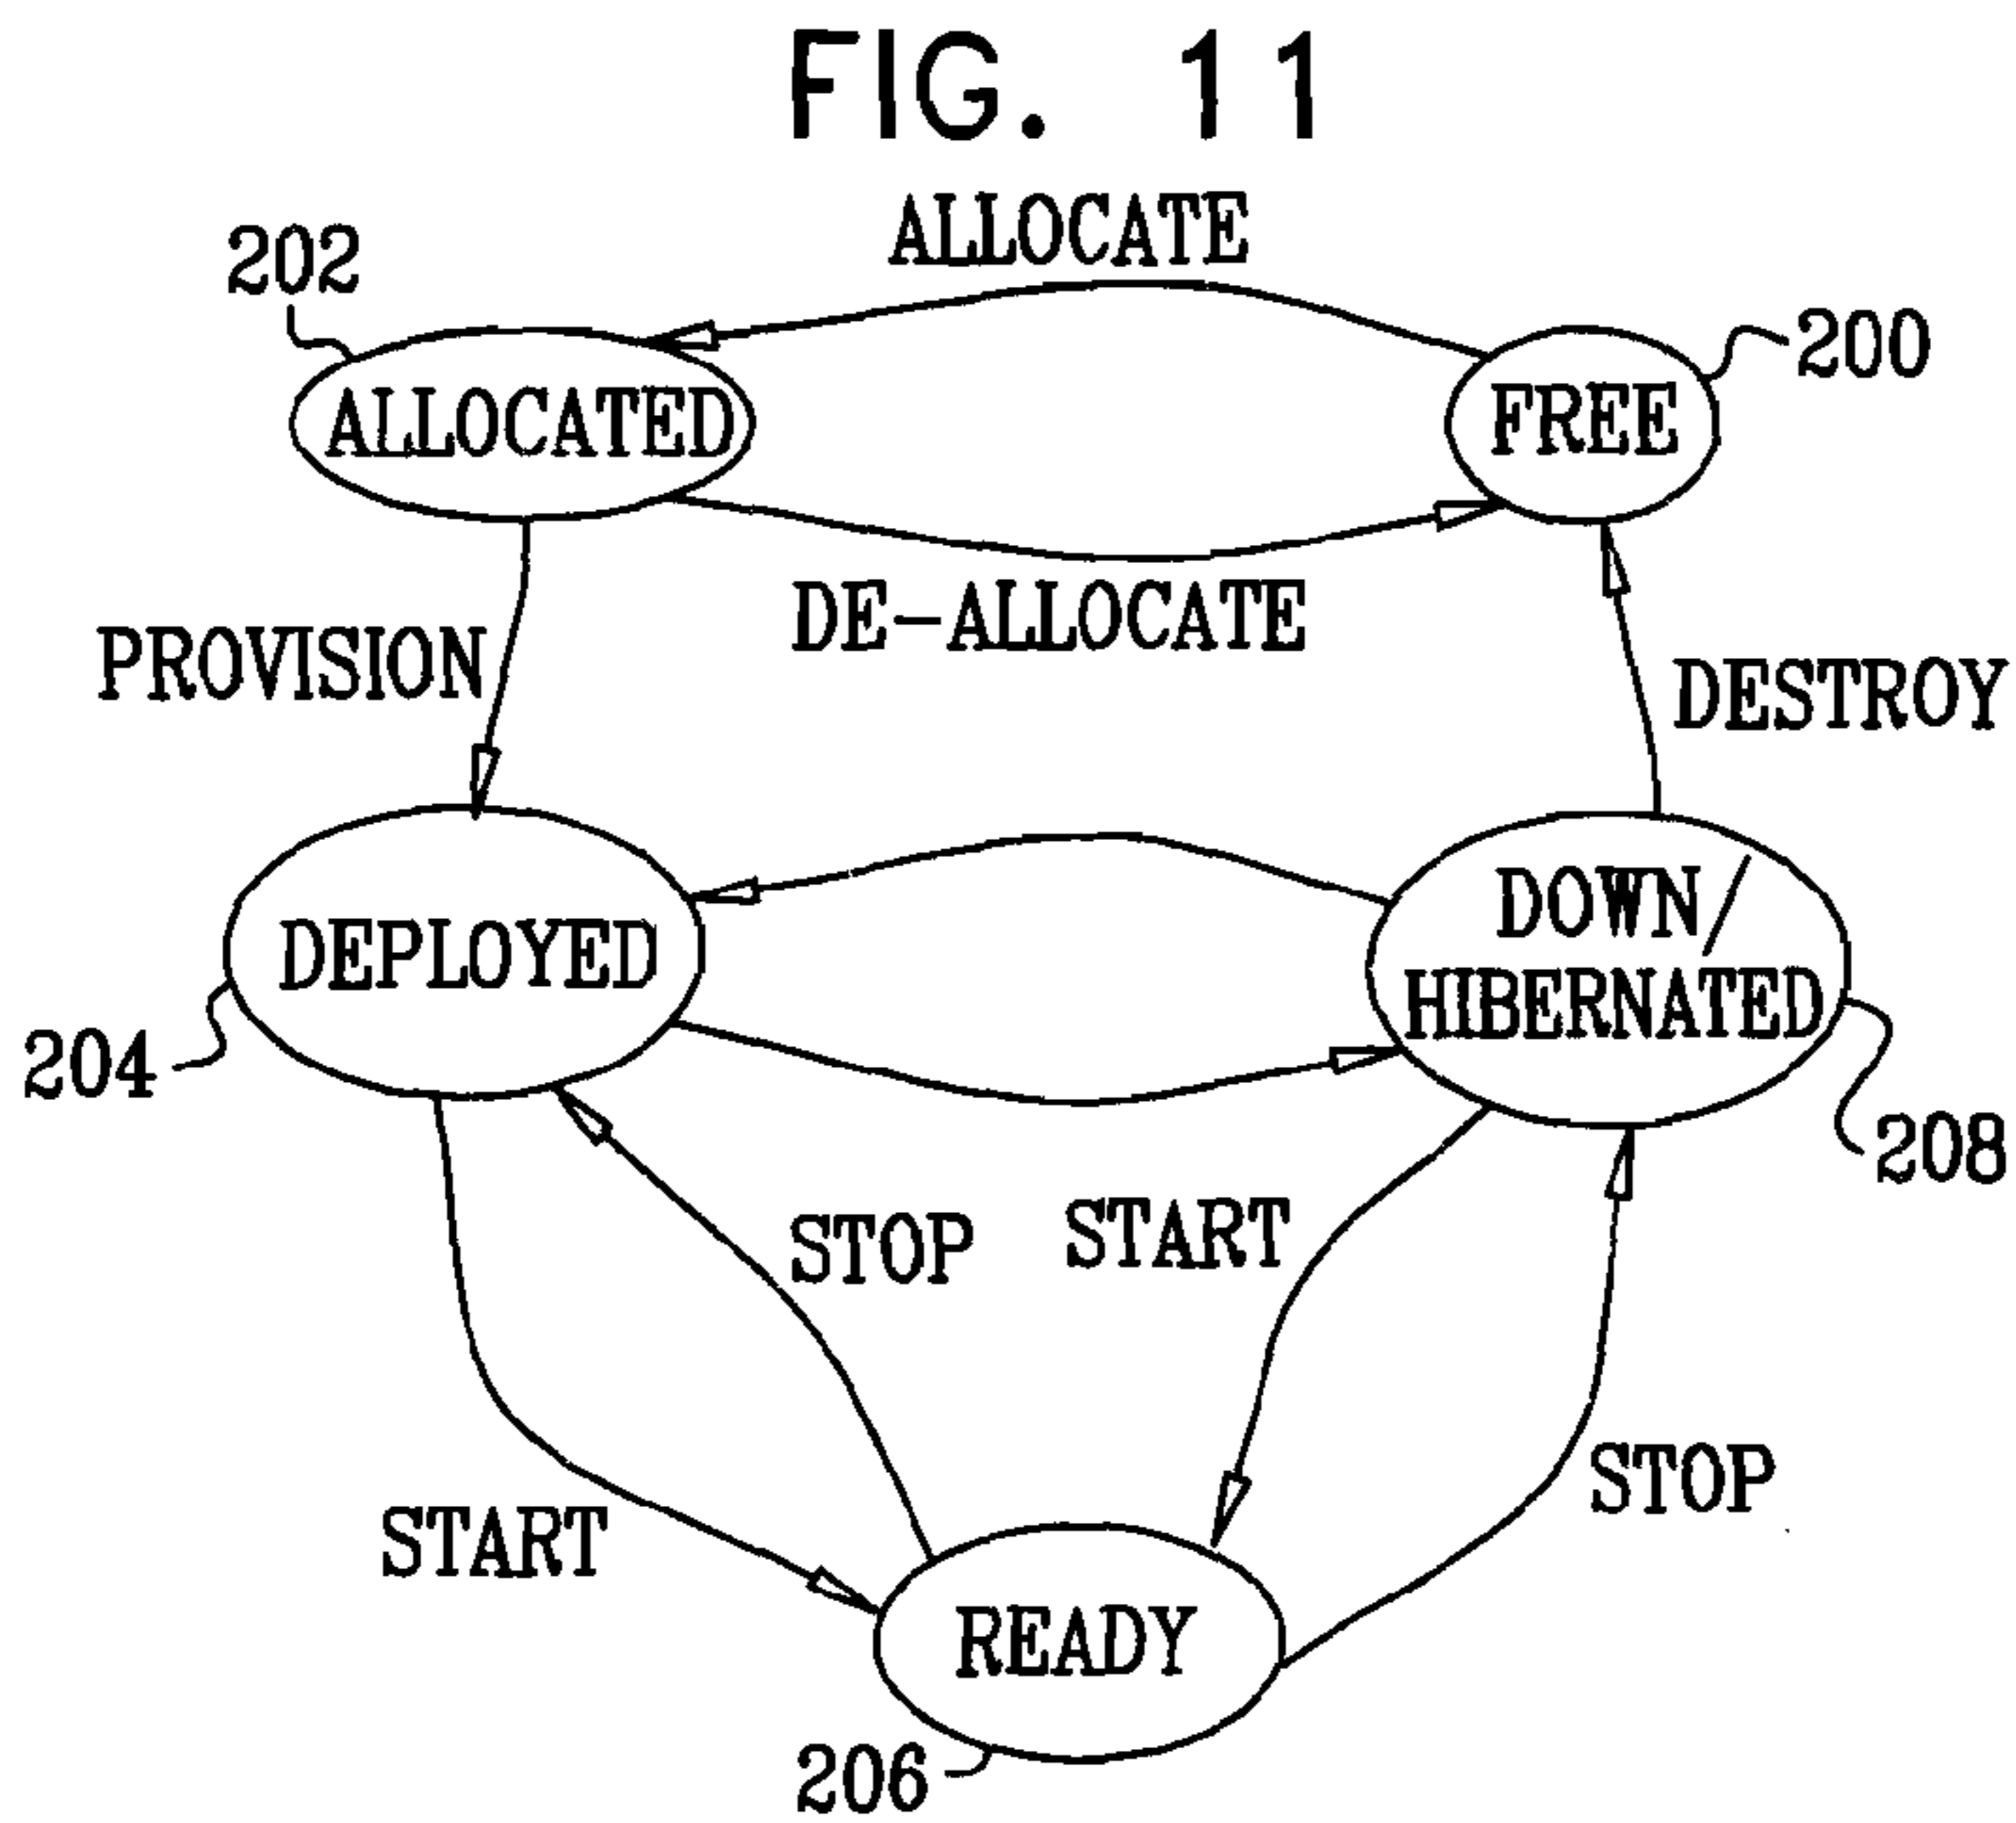 FIG. 11
ALLOCATE
202
200
ALLOCATED
FREE
DE-ALLOCATE
PROVISION
DESTROY
DOWN/
HIBERNATED
DEPLOYED
204
208
STOP
START
STOP
START
READY
206